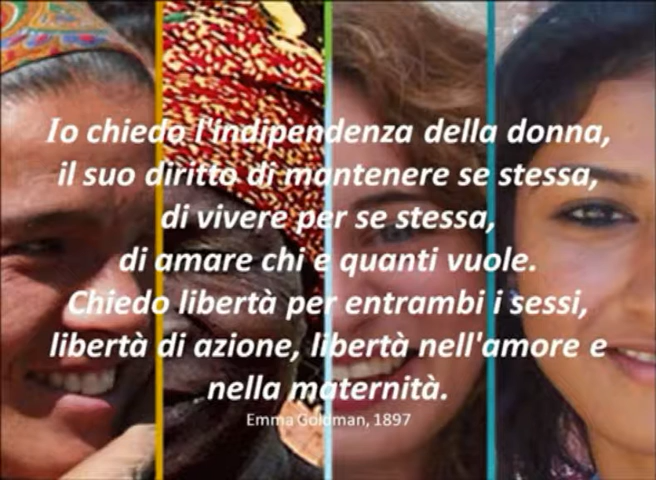 Io chiedo l'indipendenza della donna,
il suo diritto di mantenere se stessa,
di vivere per se stessa,
di amare chi e quanti vuole.
Chiedo libertà per entrambi i sessi,
libertà di azione, libertà nell'amore e
nella maternità.
Emma Goldman, 1897